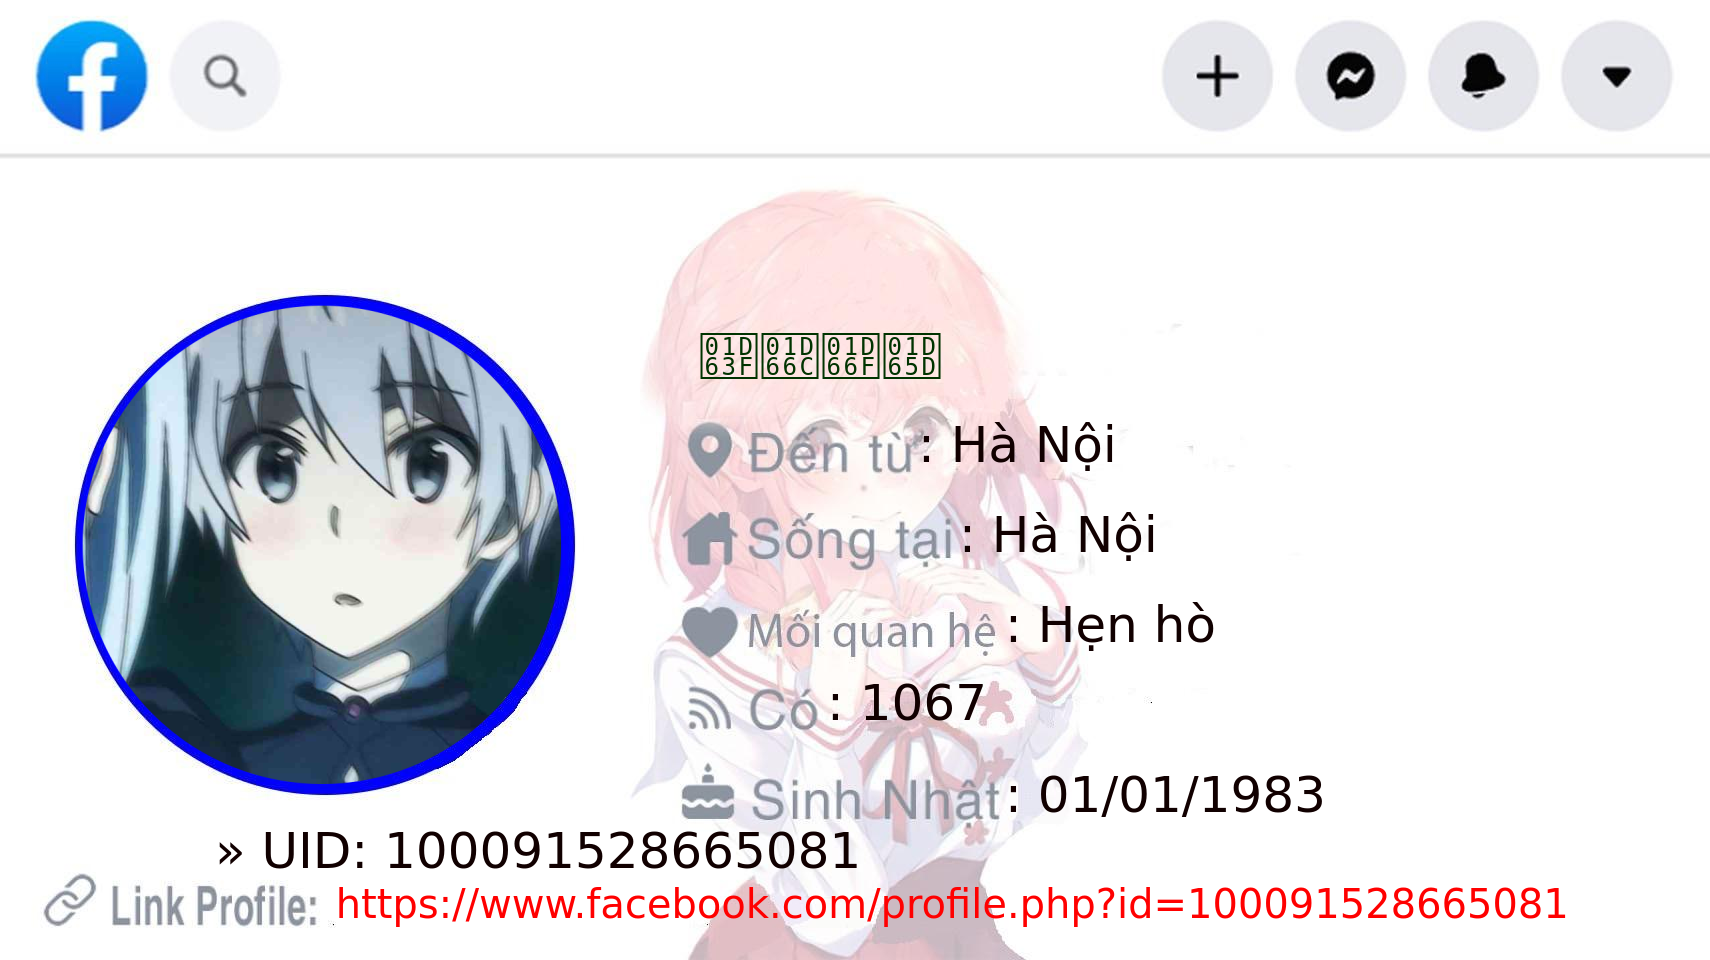 𝘿𝙬𝙯𝙝
Đến từ : Hà Nội
Sống tại : Hà Nội
Mối quan hệ : Hẹn hò
Có : 1067
Sinh Nhật : 01/01/1983
» UID: 100091528665081
Link Profile: https://www.facebook.com/profile.php?id=100091528665081